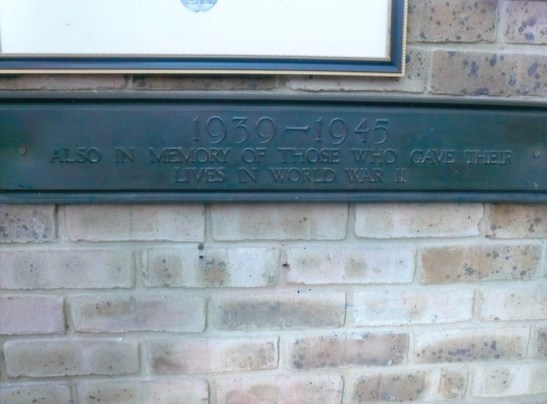 1939-1945
ALSO IN MEMORY OF THOSE WHO GAVE THEIR
LIVES IN WORLD WAR II